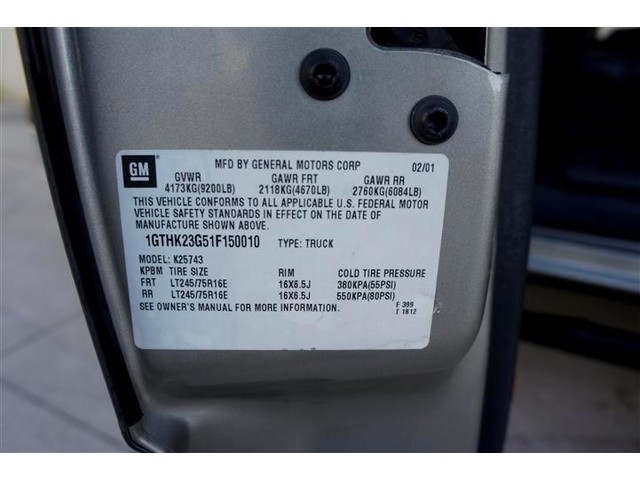 GM
MFD BY GENERAL MOTORS CORP 02/01
GVWR GAWR FRT GAWR RR
4173KG(9200LB) 2118KG(4670LB) 2760KG(6084LB)
THIS VEHICLE CONFORMS TO ALL APPLICABLE U.S. FEDERAL MOTOR
VEHICLE SAFETY STANDARDS IN EFFECT ON THE DATE OF
MANUFACTURE SHOWN ABOVE.
1GTHK23G51F150010 TYPE: TRUCK
MODEL: K25743
KPBM TIRE SIZE RIM COLD TIRE PRESSURE
FRT LT245/75R16E 16X6.5J 380KPA(55PSI)
RR LT245/75R16E 16X6.5J 550KPA(80PSI)
SEE OWNER'S MANUAL FOR MORE INFORMATION.
F 399
I 1812